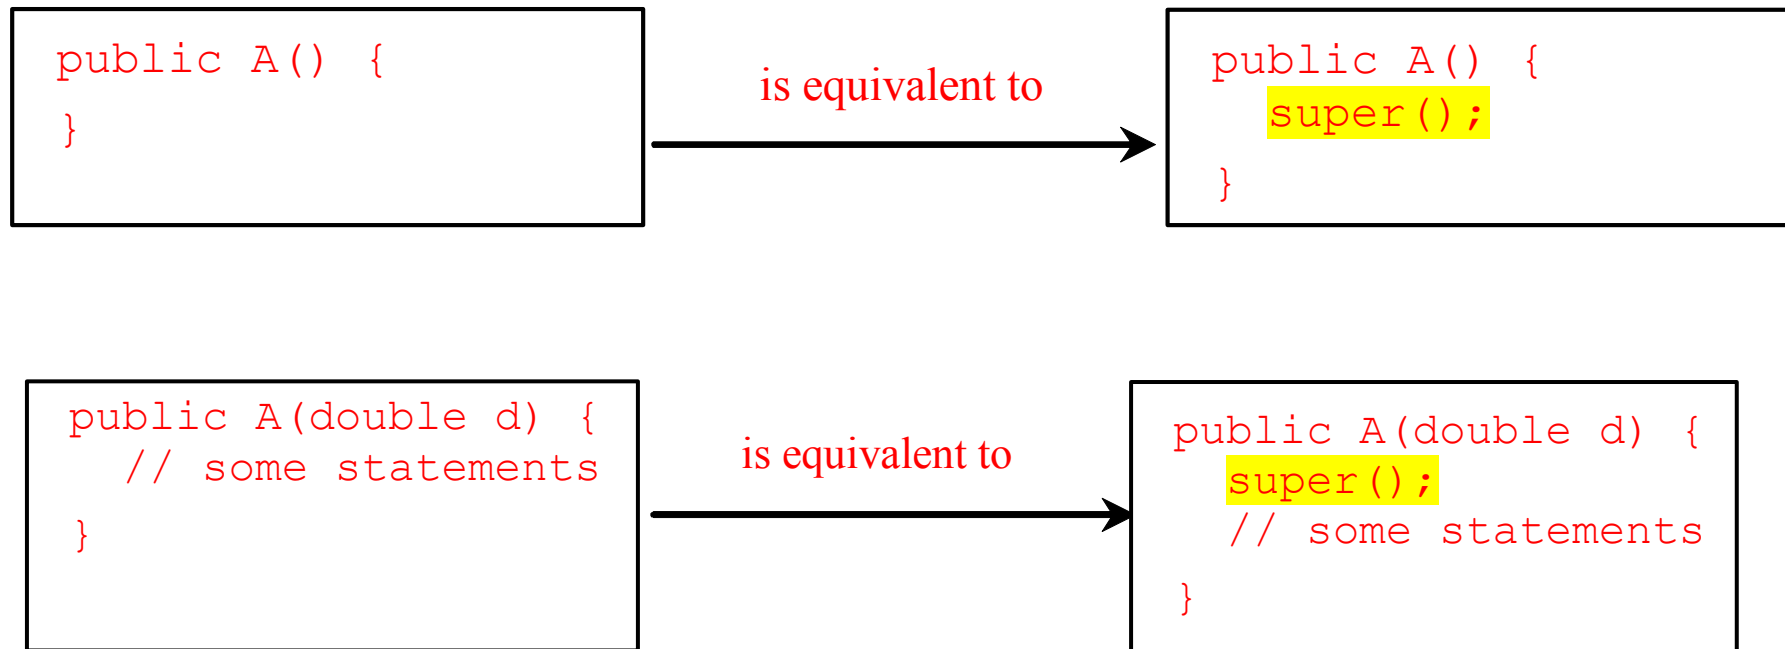 public A() {
}
is equivalent to
public A() {
super();
}
public A(double d) {
// some statements
}
is equivalent to
public A(double d) {
super();
// some statements
}